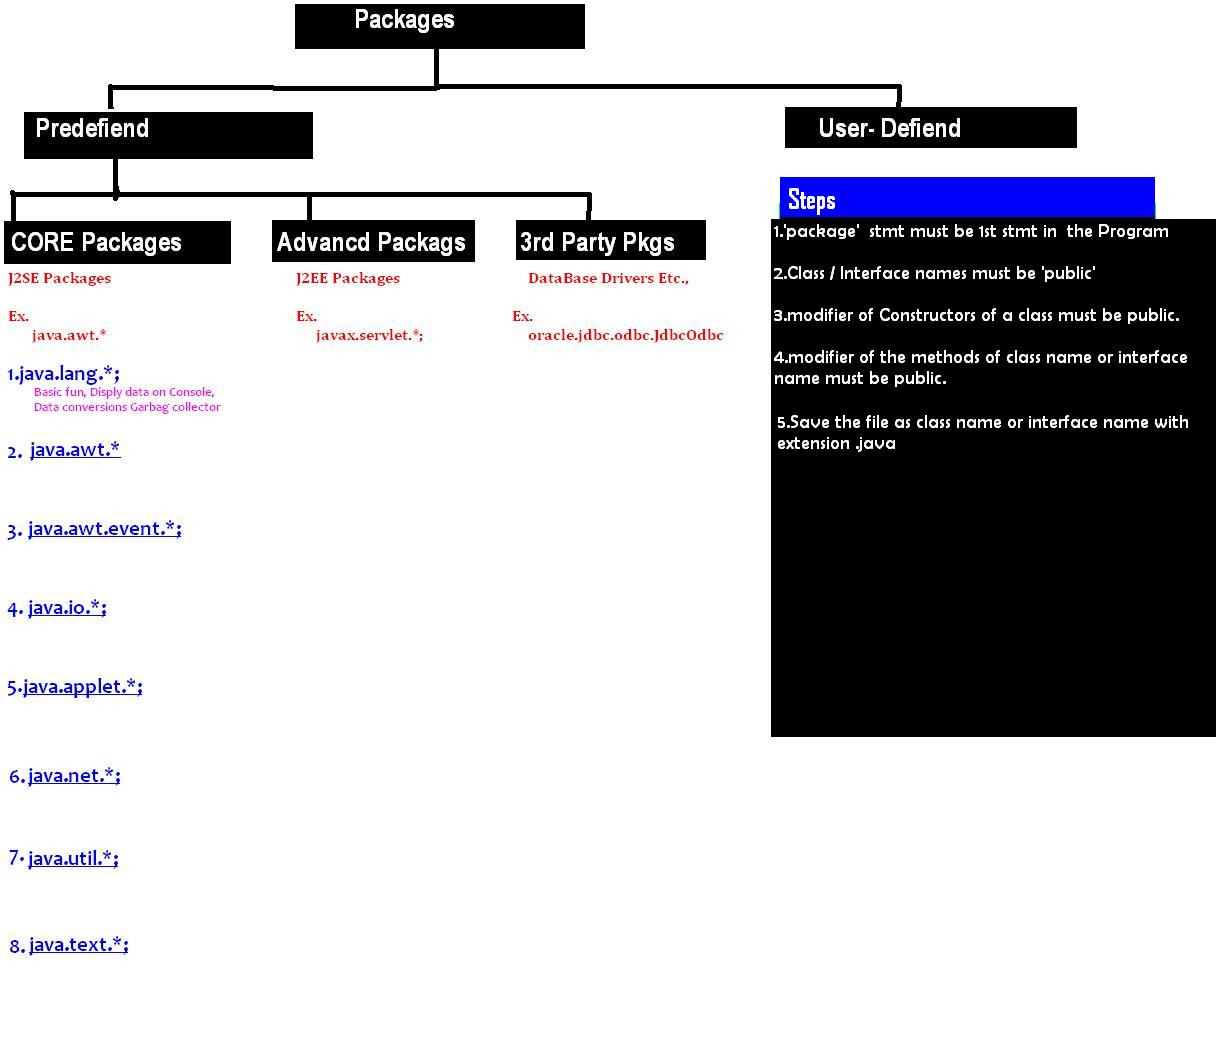 Packages
Predefiend
User- Defiend
CORE Packages
J2SE Packages
Ex.
java.awt.*
1.java.lang.*;
Basic fun, Disply data on Console,
Data conversions Garbag collector
2. java.awt.*
3. java.awt.event.*;
4. java.io.*;
5.java.applet.*;
6. java.net.*;
7. java.util.*;
8. java.text.*;
Advancd Packags
J2EE Packages
Ex.
javax.servlet.*;
3rd Party Pkgs
DataBase Drivers Etc.,
Ex.
oracle.jdbc.odbc.JdbcOdbc
Steps
1.'package' stmt must be 1st stmt in the Program
2.Class / Interface names must be 'public'
3.modifier of Constructors of a class must be public.
4.modifier of the methods of class name or interface
name must be public.
5.Save the file as class name or interface name with
extension .java